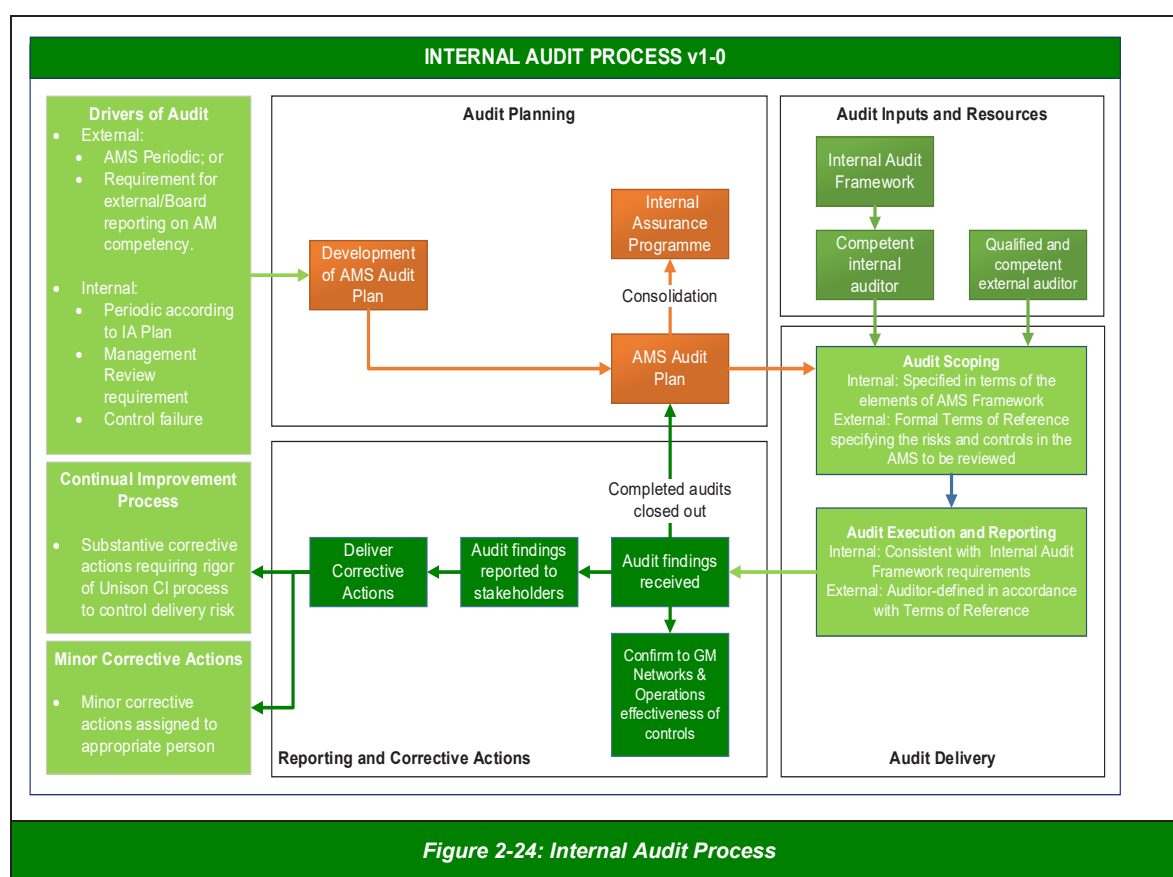 INTERNAL AUDIT PROCESS v1-0
Drivers of Audit
• External:
• AMS Periodic; or
• Requirement for
external/Board
reporting on AM
competency.
• Internal:
• Periodic according
to IA Plan
• Management
Review
requirement
• Control failure
Continual Improvement
Process
• Substantive corrective
actions requiring rigor
of Unison CI process
to control delivery risk
Minor Corrective Actions
• Minor corrective
actions assigned to
appropriate person
Audit Planning
Development
of AMS Audit
Plan
Internal
Assurance
Programme
Consolidation
AMS Audit
Plan
Audit Inputs and Resources
Internal Audit
Framework
Competent
internal
auditor
Qualified and
competent
external auditor
Audit Scoping
Internal: Specified in terms of the
elements of AMS Framework
External: Formal Terms of Reference
specifying the risks and controls in the
AMS to be reviewed
Audit Execution and Reporting
Internal: Consistent with Internal Audit
Framework requirements
External: Auditor-defined in accordance
with Terms of Reference
Audit Delivery
Completed audits
closed out
Deliver
Corrective
Actions
Audit findings
reported to
stakeholders
Audit findings
received
Confirm to GM
Networks &
Operations
effectiveness of
controls
Reporting and Corrective Actions
Figure 2-24: Internal Audit Process